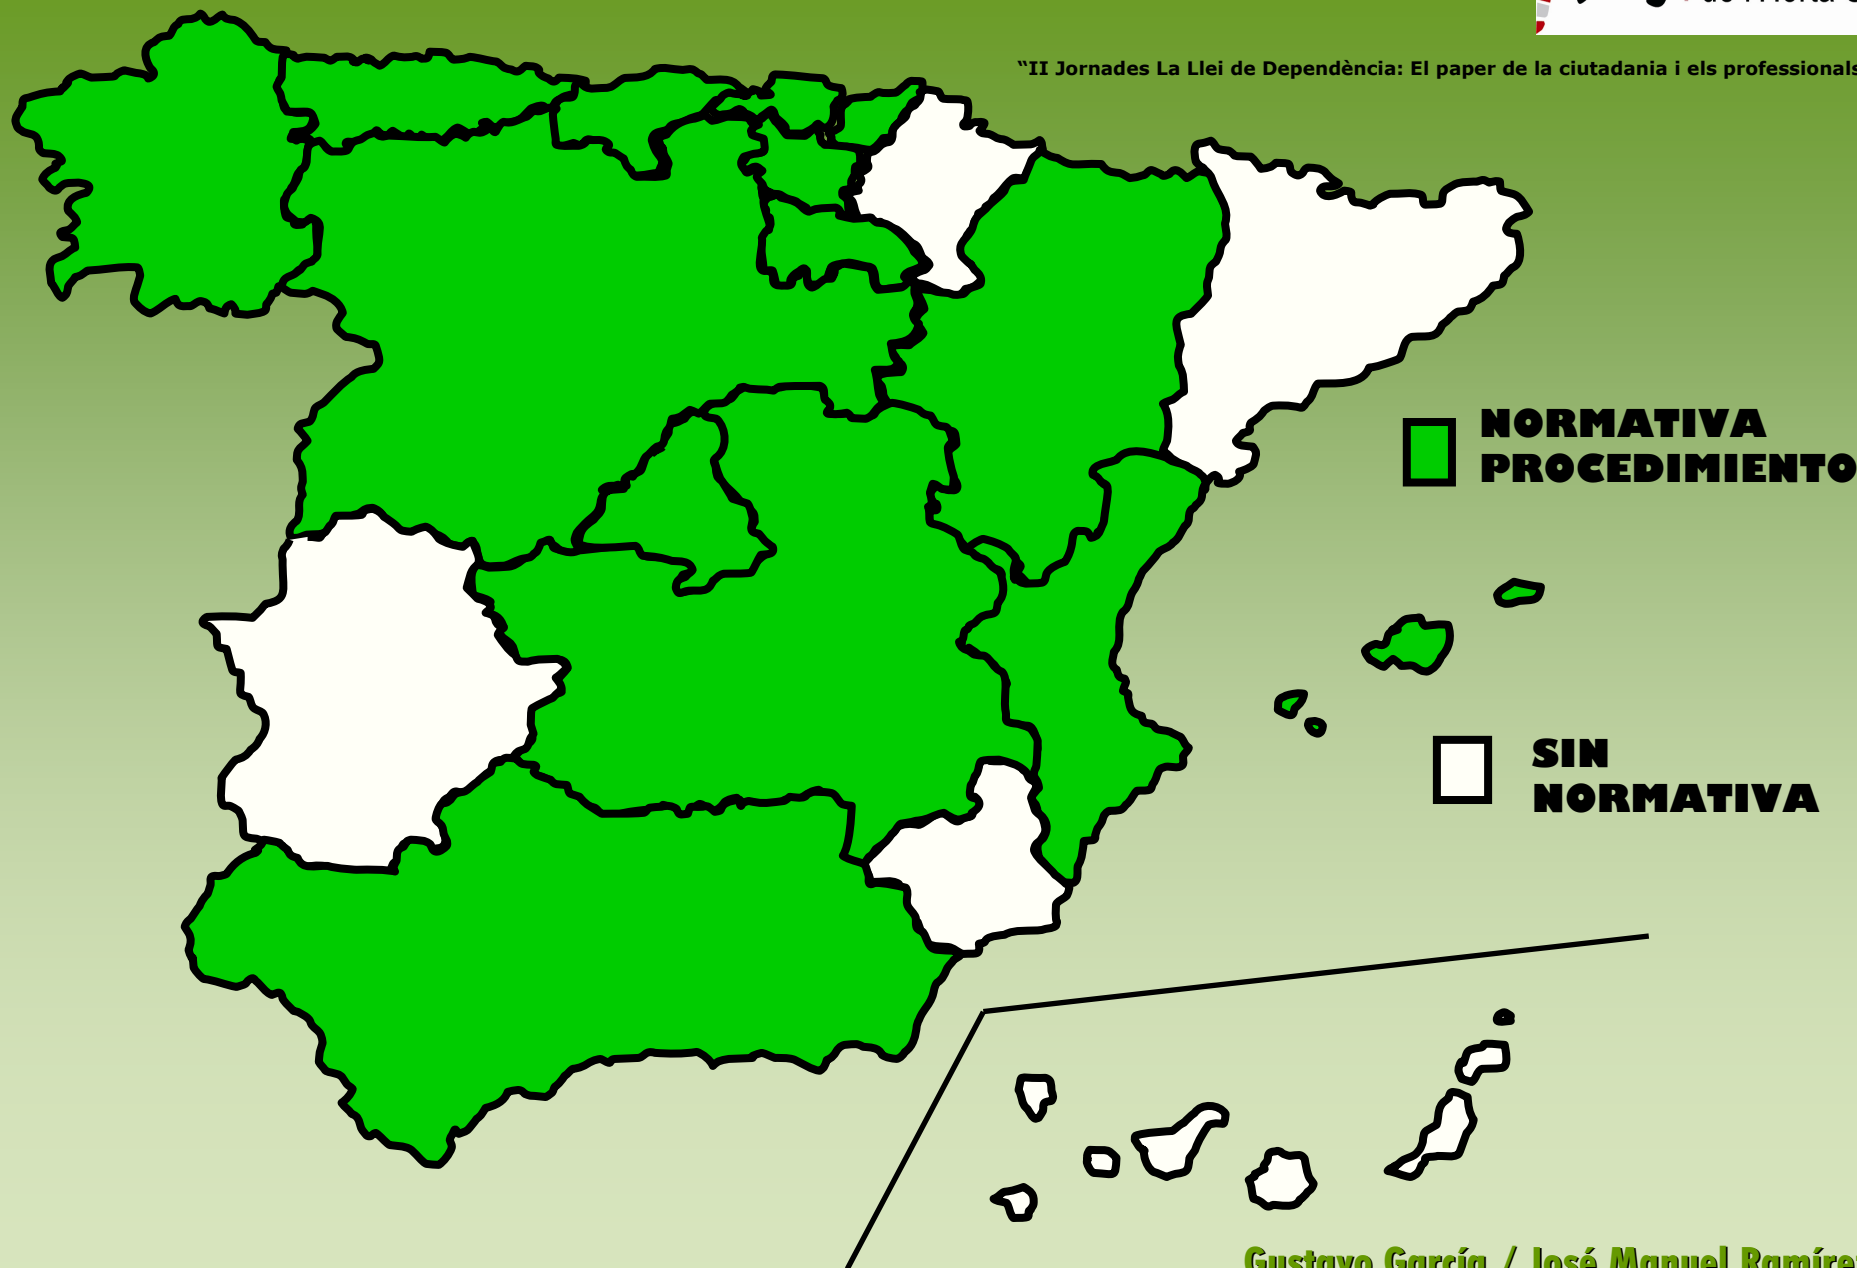 “II Jornades La Llei de Dependència: El paper de la ciutadania i els professionals
NORMATIVA
PROCEDIMIENTO
SIN
NORMATIVA
Gustavo García / José Manuel Ramírez